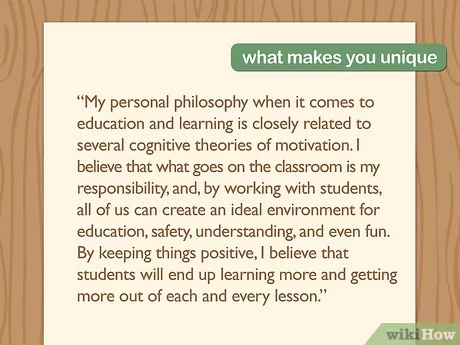 what makes you unique
“My personal philosophy when it comes to
education and learning is closely related to
several cognitive theories of motivation. I
believe that what goes on the classroom is my
responsibility, and, by working with students,
all of us can create an ideal environment for
education, safety, understanding, and even fun.
By keeping things positive, I believe that
students will end up learning more and getting
more out of each and every lesson.”
wikiHow